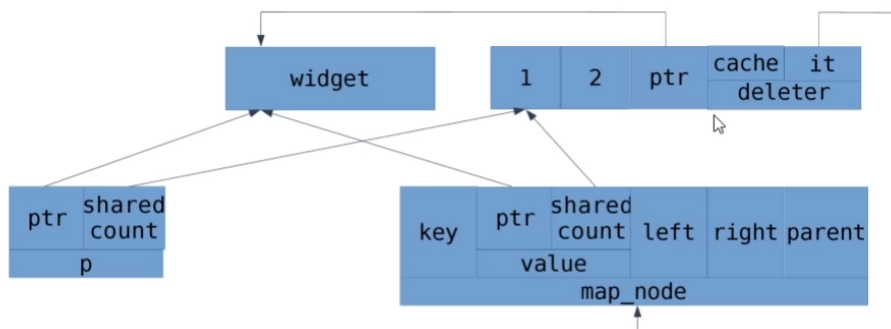 widget
1 2 ptr cache it
deleter
ptr shared count
p
key ptr shared count left right parent
value
map_node